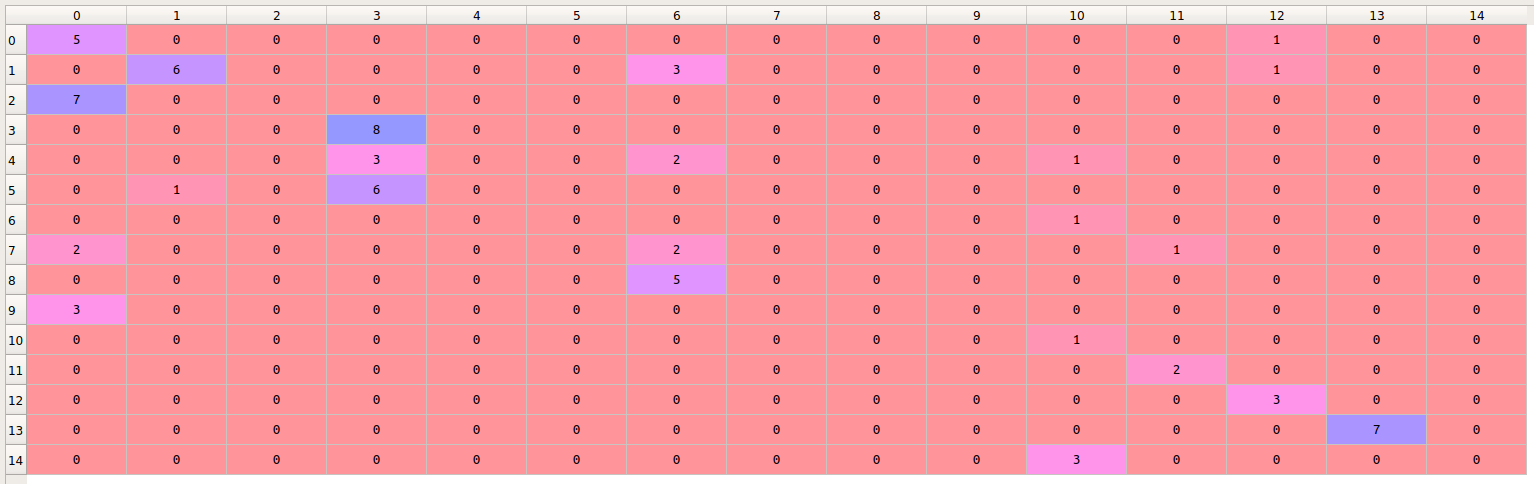 0 1 2 3 4 5 6 7 8 9 10 11 12 13 14
0 5 0 0 0 0 0 0 0 0 0 0 0 1 0 0
1 0 6 0 0 0 0 3 0 0 0 0 0 1 0 0
2 7 0 0 0 0 0 0 0 0 0 0 0 0 0 0
3 0 0 0 8 0 0 0 0 0 0 0 0 0 0 0
4 0 0 0 3 0 0 2 0 0 0 1 0 0 0 0
5 0 1 0 6 0 0 0 0 0 0 0 0 0 0 0
6 0 0 0 0 0 0 0 0 0 0 1 0 0 0 0
7 2 0 0 0 0 0 2 0 0 0 0 1 0 0 0
8 0 0 0 0 0 0 5 0 0 0 0 0 0 0 0
9 3 0 0 0 0 0 0 0 0 0 0 0 0 0 0
10 0 0 0 0 0 0 0 0 0 0 1 0 0 0 0
11 0 0 0 0 0 0 0 0 0 0 0 2 0 0 0
12 0 0 0 0 0 0 0 0 0 0 0 0 3 0 0
13 0 0 0 0 0 0 0 0 0 0 0 0 0 7 0
14 0 0 0 0 0 0 0 0 0 0 3 0 0 0 0